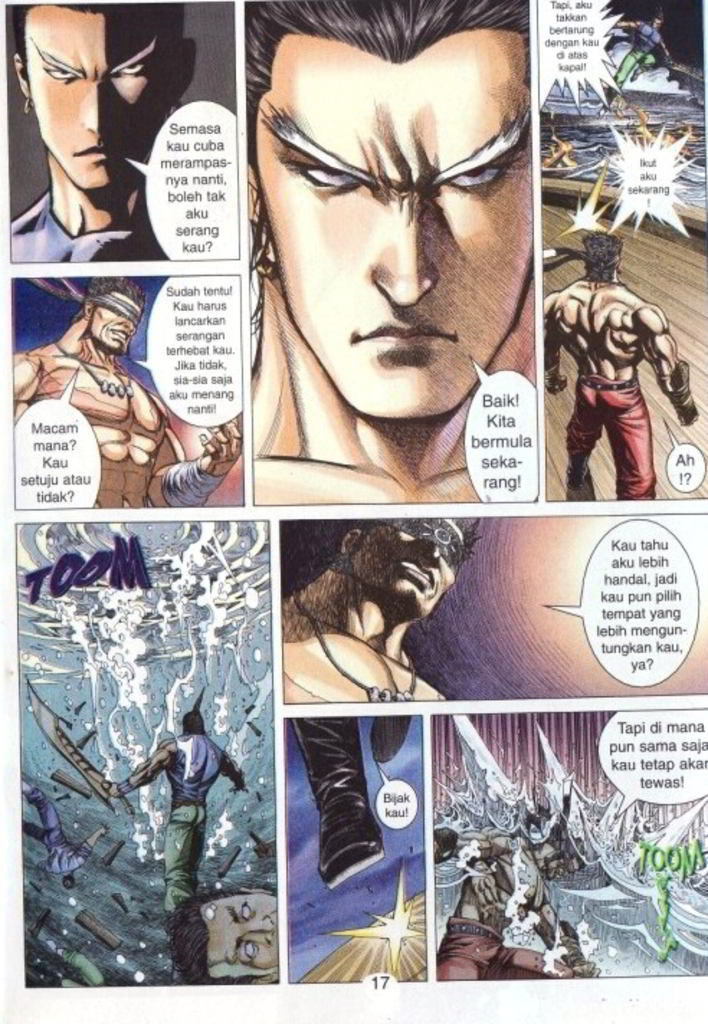 Semasa
kau cuba
merampas-
nya nanti,
boleh tak
aku
serang
kau?
Sudah tentu!
Kau harus
lancarkan
serangan
terhebat kau.
Jika tidak,
sia-sia saja
aku menang
nanti!
Macam
mana?
Kau
setuju atau
tidak?
Baik!
Kita
bermula
seka-
rang!
Tapi, aku
takkan
bertarung
dengan kau
di atas
kapal!
Ikut
aku
sekarang
!
Ah
!?
TOOM
Kau tahu
aku lebih
handal, jadi
kau pun pilih
tempat yang
lebih mengun-
tungkan kau,
ya?
Bijak
kau!
Tapi di mana
pun sama saja
kau tetap akan
tewas!
TOOM
17